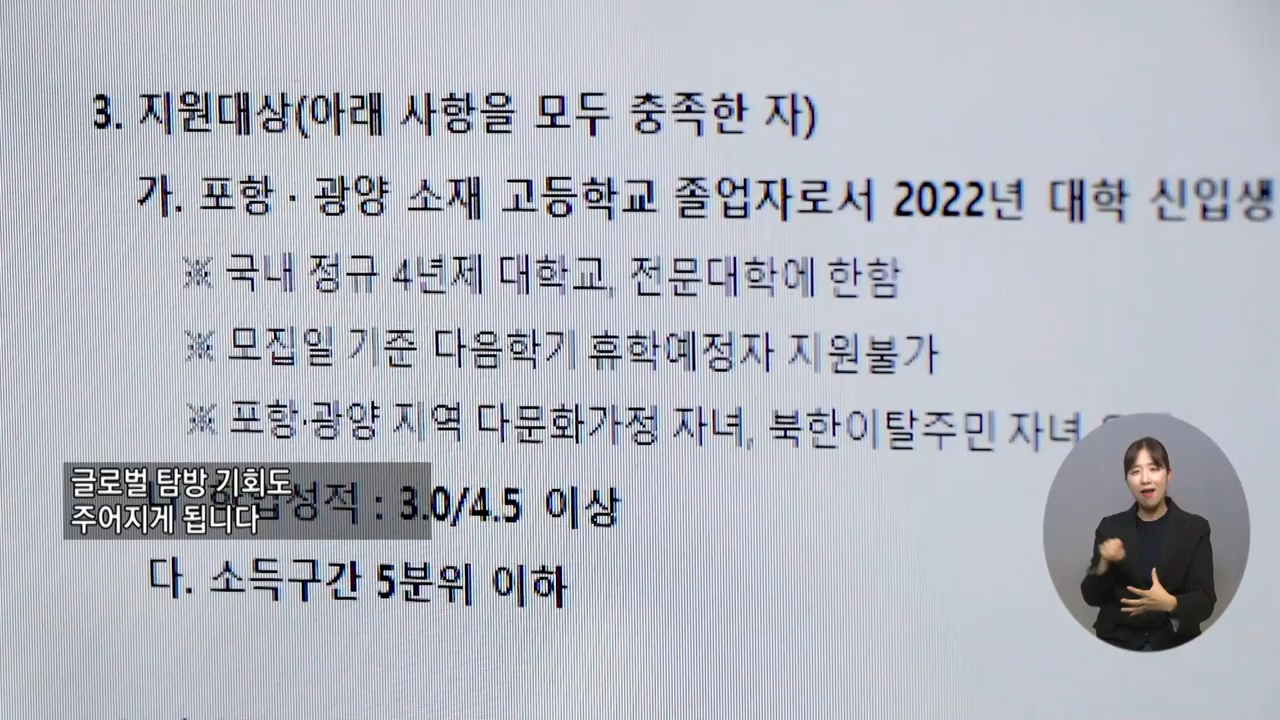 3. 지원대상(아래 사항을 모두 충족한 자)
가. 포항 · 광양 소재 고등학교 졸업자로서 2022년 대학 신입생
※ 국내 정규 4년제 대학교, 전문대학에 한함
※ 모집일 기준 다음학기 휴학예정자 지원불가
※ 포항·광양 지역 다문화가정 자녀, 북한이탈주민 자녀
성적 : 3.0/4.5 이상
글로벌 탐방 기회도
주어지게 됩니다
다. 소득구간 5분위 이하